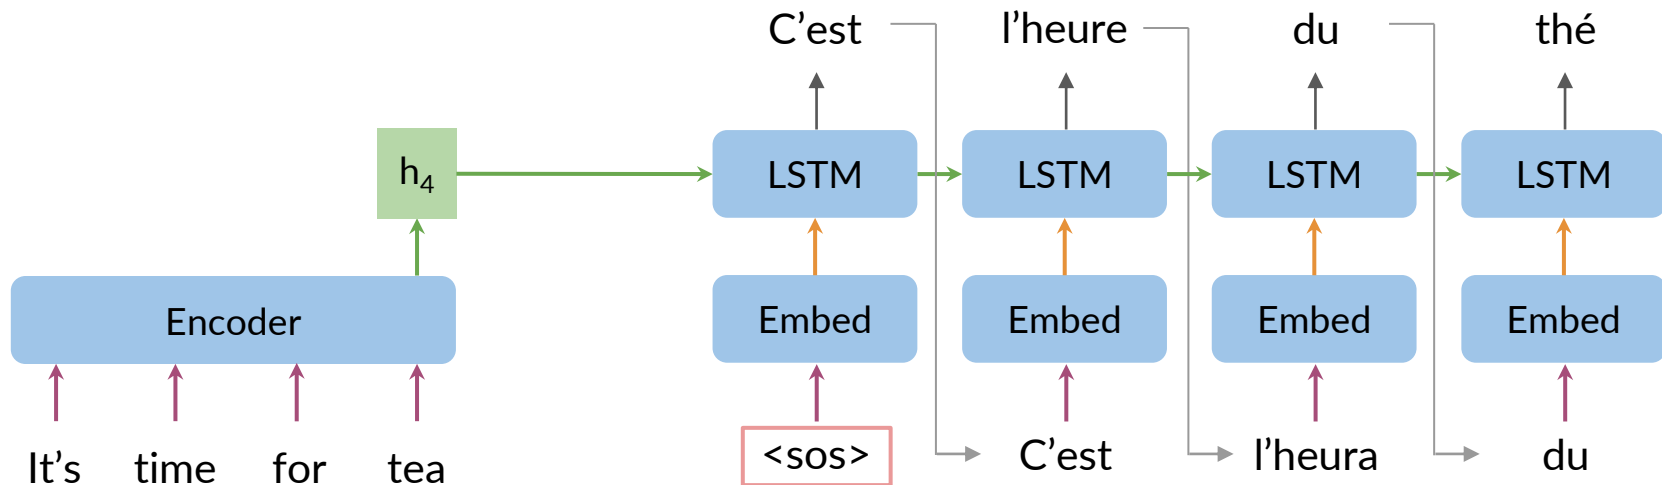 C’est l’heure du thé
h₄ LSTM LSTM LSTM LSTM
Encoder Embed Embed Embed Embed
It’s time for tea <sos> C’est l’heura du